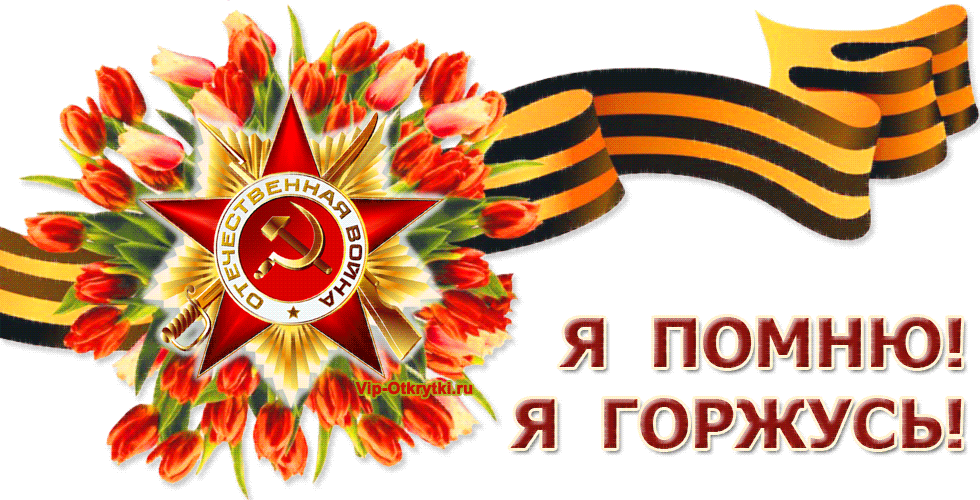 ОТЕЧЕСТВЕННАЯ ВОЙНА
Vip-Otkrytki.ru
Я ПОМНЮ!
Я ГОРЖУСЬ!